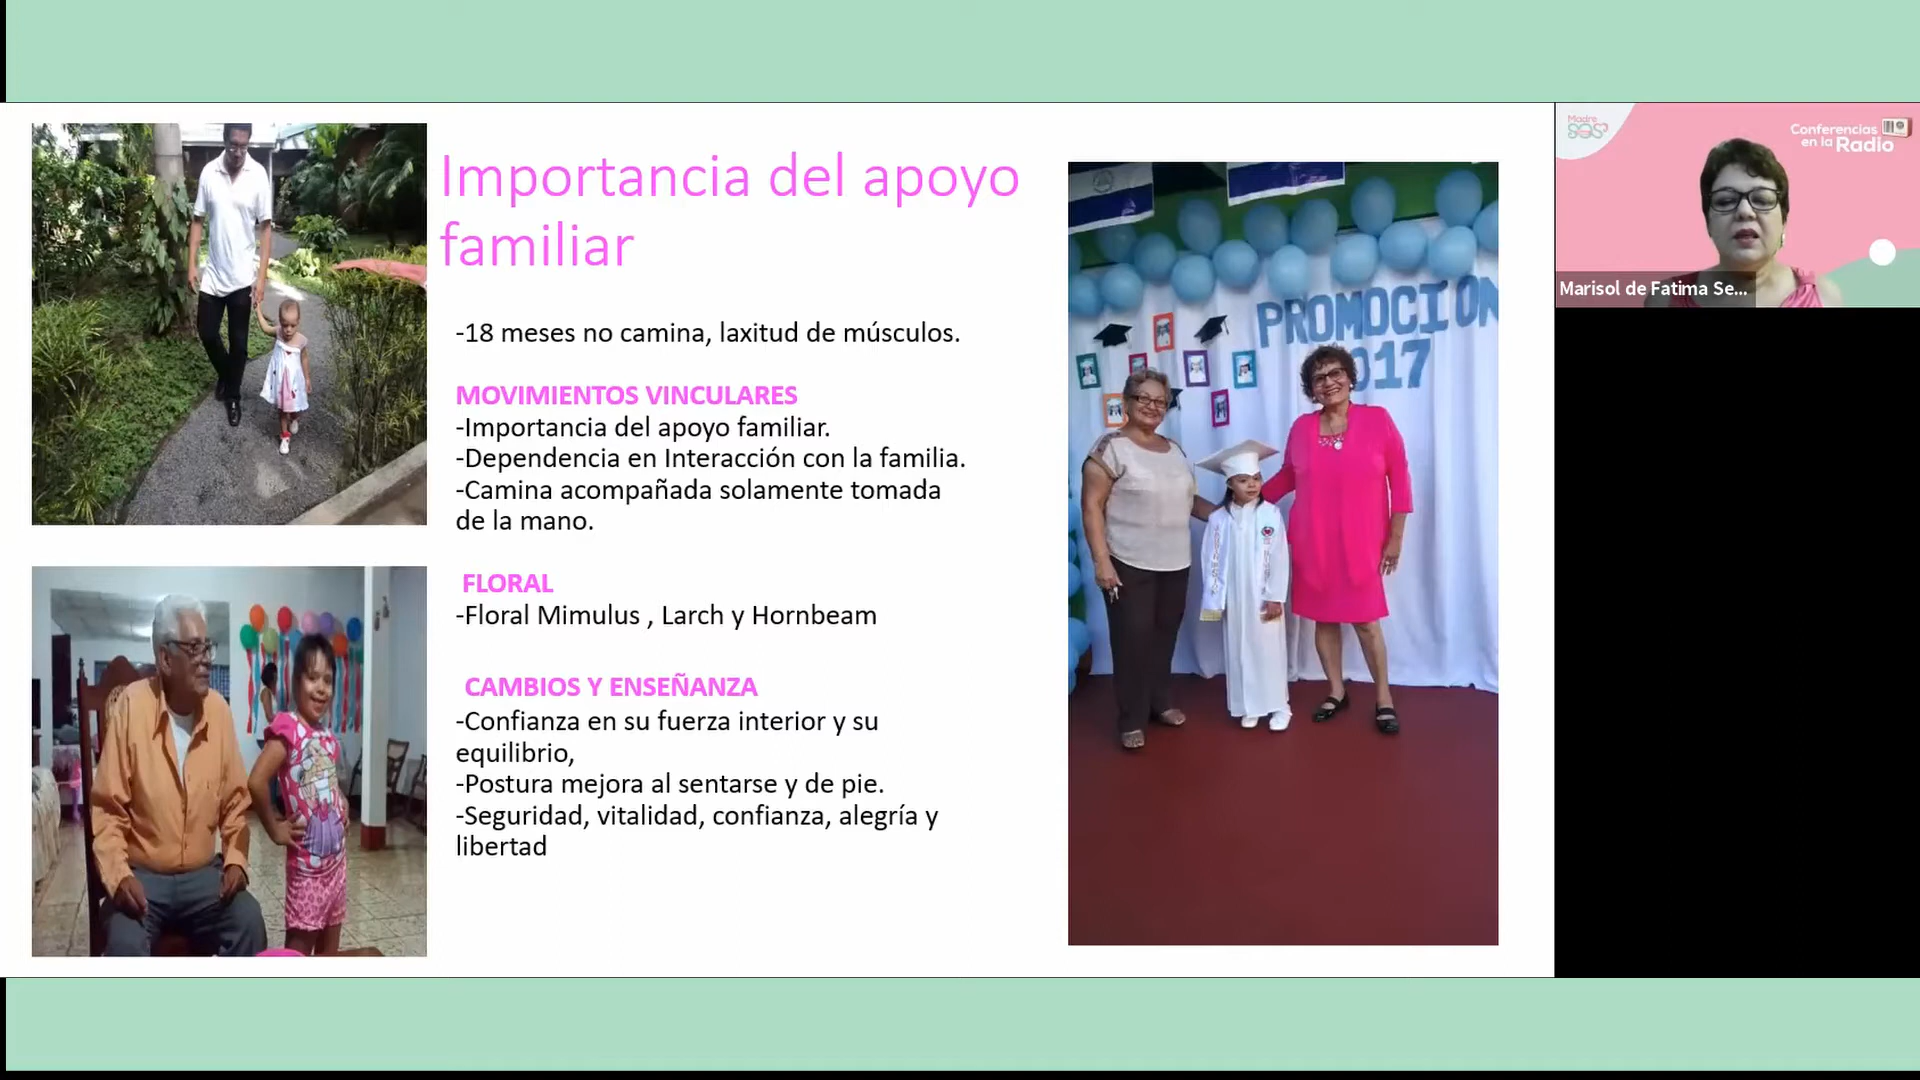 Importancia del apoyo
familiar
-18 meses no camina, laxitud de músculos.
MOVIMIENTOS VINCULARES
-Importancia del apoyo familiar.
-Dependencia en Interacción con la familia.
-Camina acompañada solamente tomada
de la mano.
FLORAL
-Floral Mimulus , Larch y Hornbeam
CAMBIOS Y ENSEÑANZA
-Confianza en su fuerza interior y su
equilibrio,
-Postura mejora al sentarse y de pie.
-Seguridad, vitalidad, confianza, alegría y
libertad
PROMOCION
017
Madre
SOS
Conferencias
en la Radio
Marisol de Fatima Se...